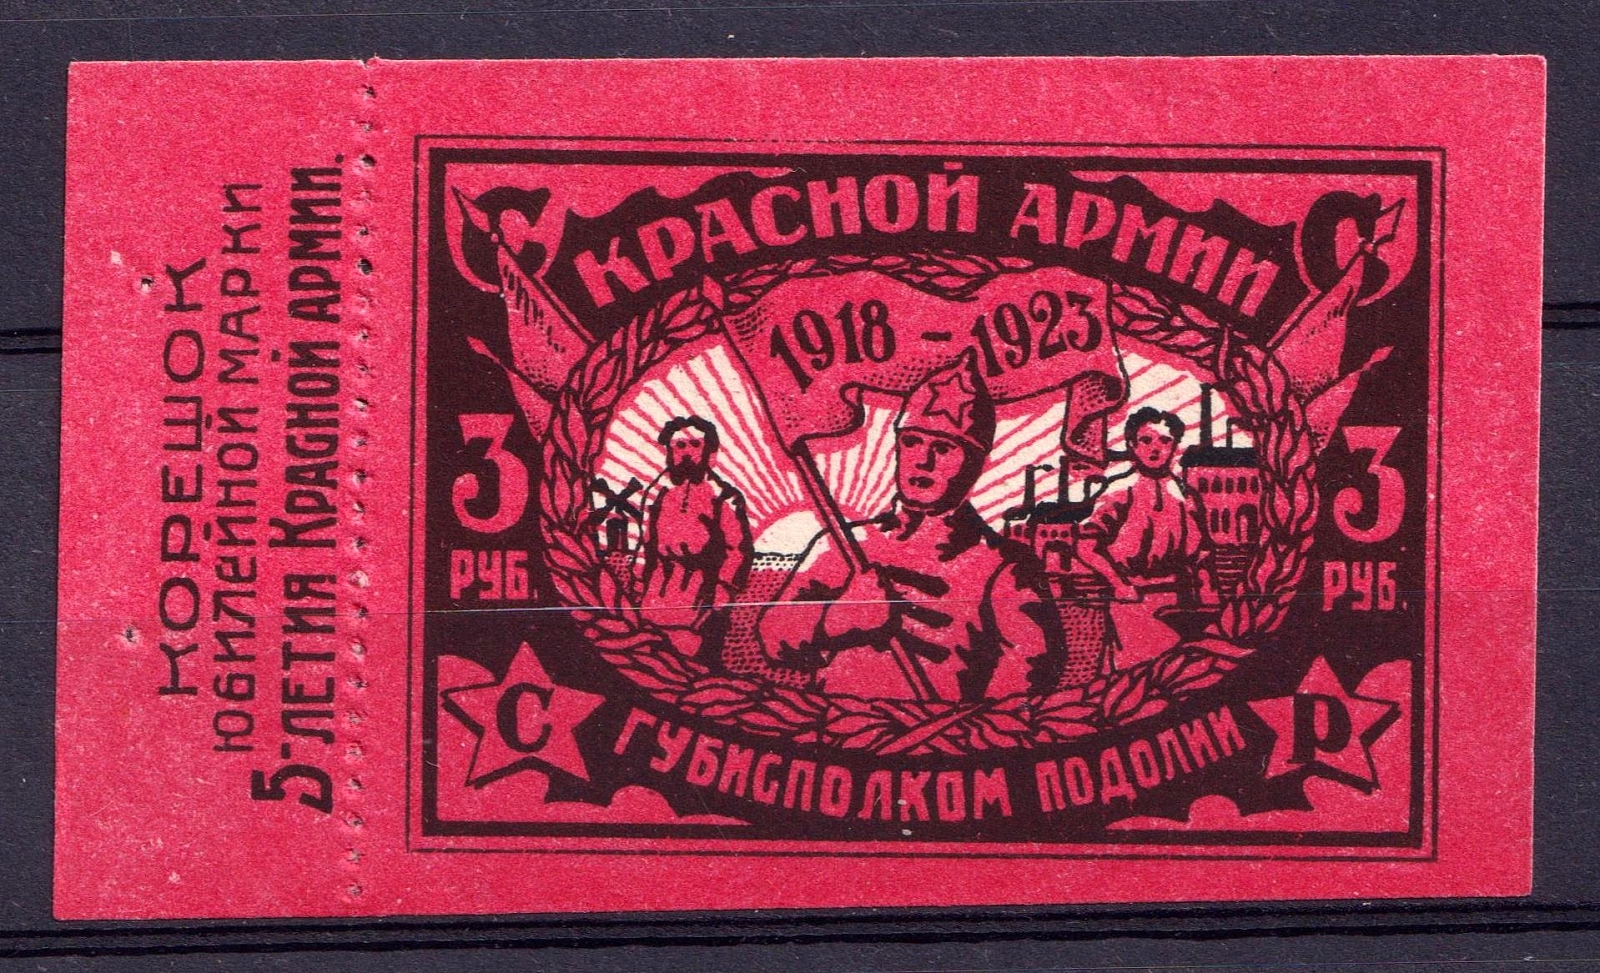 КОРЕШОК
ЮБИЛЕЙНОЙ МАРКИ
5-ЛЕТИЯ КРАСНОЙ АРМИИ.
С С
КРАСНОЙ АРМИИ
1918 - 1923
3 3
РУБ. РУБ.
С Р
ГУБИСПОЛКОМ ПОДОЛИИ